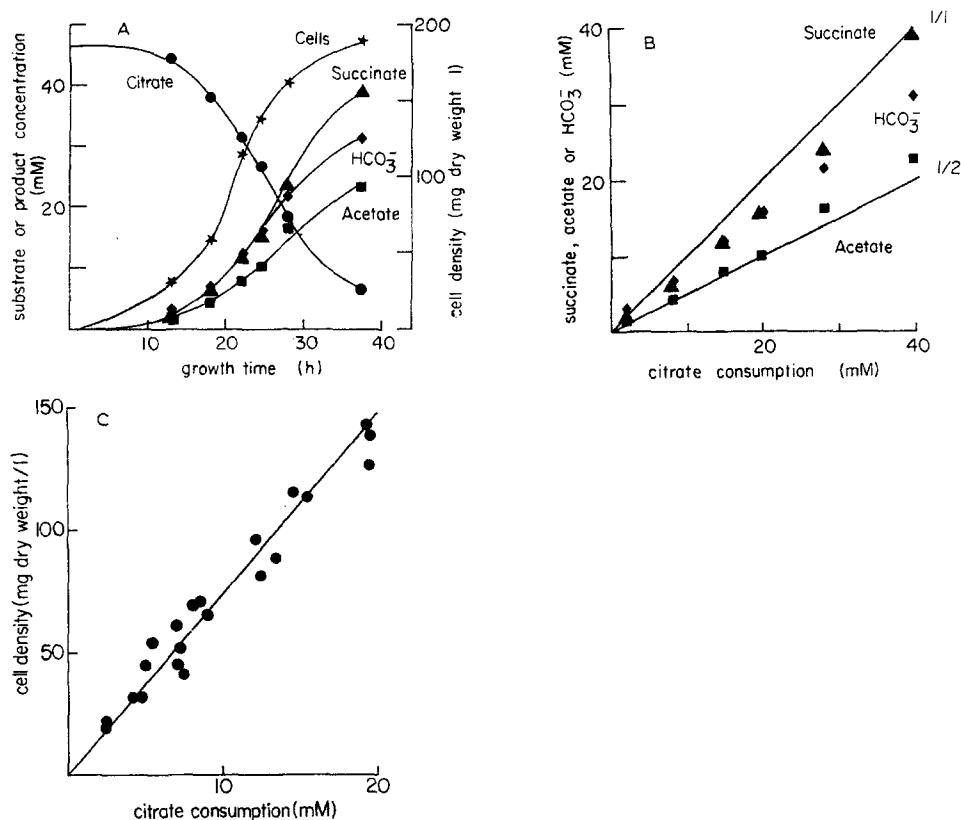 A
substrate or product concentration
(mM)
40
20
Citrate
Cells
Succinate
HCO₃⁻
Acetate
200
100
cell density (mg dry weight l)
10
20
30
40
growth time (h)
B
succinate, acetate or HCO₃⁻ (mM)
40
20
Succinate
1/1
HCO₃⁻
1/2
Acetate
20
40
citrate consumption (mM)
C
cell density (mg dry weight/l)
150
100
50
10
20
citrate consumption (mM)